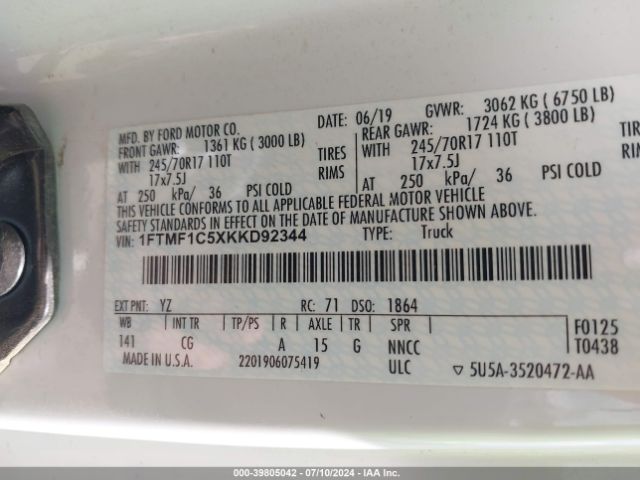 MFD. BY FORD MOTOR CO.
DATE: 06/19 GVWR: 3062 KG ( 6750 LB)
FRONT GAWR: 1361 KG ( 3000 LB)
REAR GAWR: 1724 KG ( 3800 LB)
WITH 245/70R17 110T TIRES
WITH 245/70R17 110T TIRES
17x7.5J RIMS
17x7.5J RIMS
AT 250 kPa/ 36 PSI COLD
AT 250 kPa/ 36 PSI COLD
THIS VEHICLE CONFORMS TO ALL APPLICABLE FEDERAL MOTOR VEHICLE
SAFETY STANDARDS IN EFFECT ON THE DATE OF MANUFACTURE SHOWN ABOVE.
VIN: 1FTMF1C5XKKD92344 TYPE: Truck
EXT PNT: YZ RC: 71 DSO: 1864
WB INT TR TP/PS R AXLE TR SPR F0125
141 CG A 15 G NNCC T0438
MADE IN U.S.A. 2201906075419 ULC ▽ 5U5A-3520472-AA
000-39805042 - 07/10/2024 - IAA Inc.